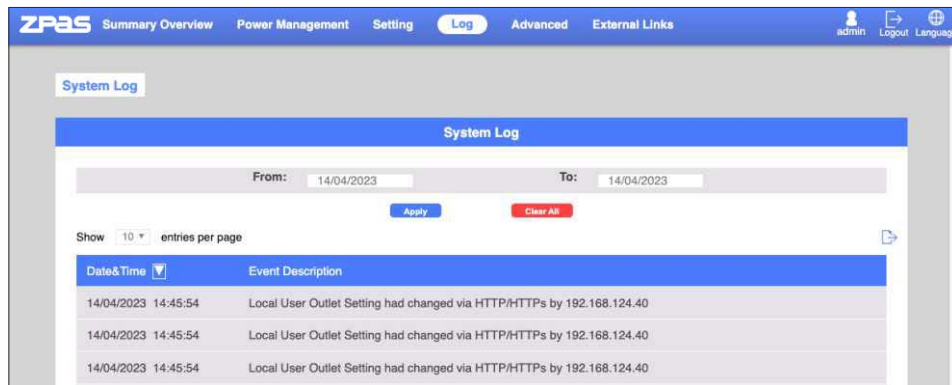 ZPAS Summary Overview Power Management Setting Log Advanced External Links admin Logout Languag
System Log
System Log
From: 14/04/2023 To: 14/04/2023
Apply Clear All
Show 10 entries per page
Date&Time Event Description
14/04/2023 14:45:54 Local User Outlet Setting had changed via HTTP/HTTPs by 192.168.124.40
14/04/2023 14:45:54 Local User Outlet Setting had changed via HTTP/HTTPs by 192.168.124.40
14/04/2023 14:45:54 Local User Outlet Setting had changed via HTTP/HTTPs by 192.168.124.40